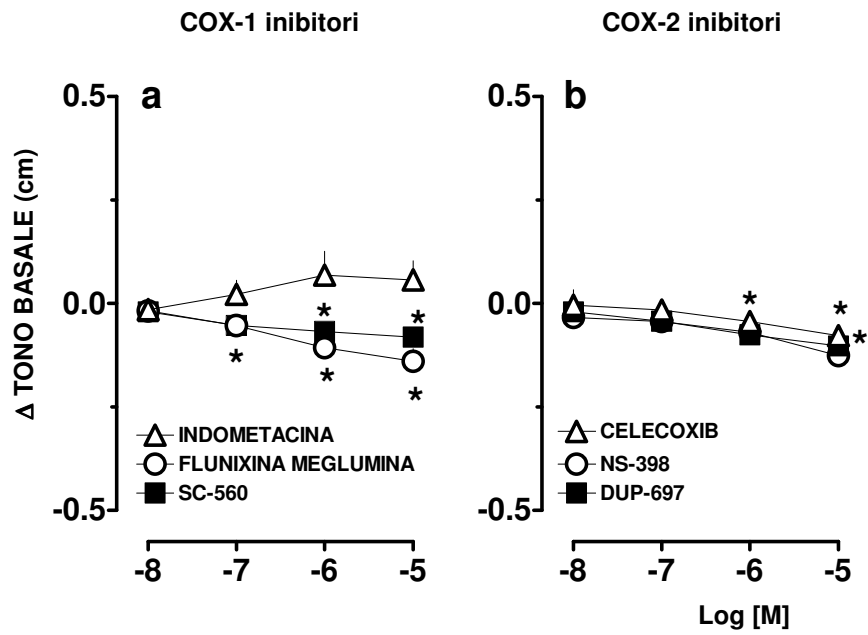 COX-1 inibitori
COX-2 inibitori
a
b
Δ TONO BASALE (cm)
0.5
0.0
-0.5
0.5
0.0
-0.5
* * * * *
* * *
INDOMETACINA
FLUNIXINA MEGLUMINA
SC-560
CELECOXIB
NS-398
DUP-697
-8 -7 -6 -5
-8 -7 -6 -5
Log [M]